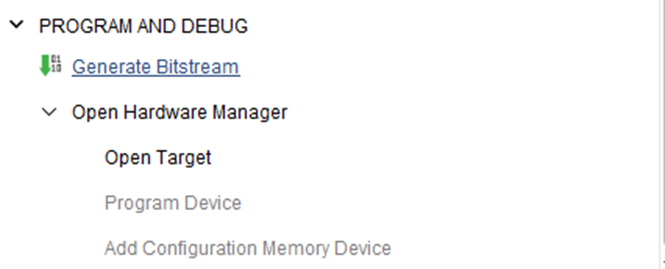 PROGRAM AND DEBUG
Generate Bitstream
Open Hardware Manager
Open Target
Program Device
Add Configuration Memory Device